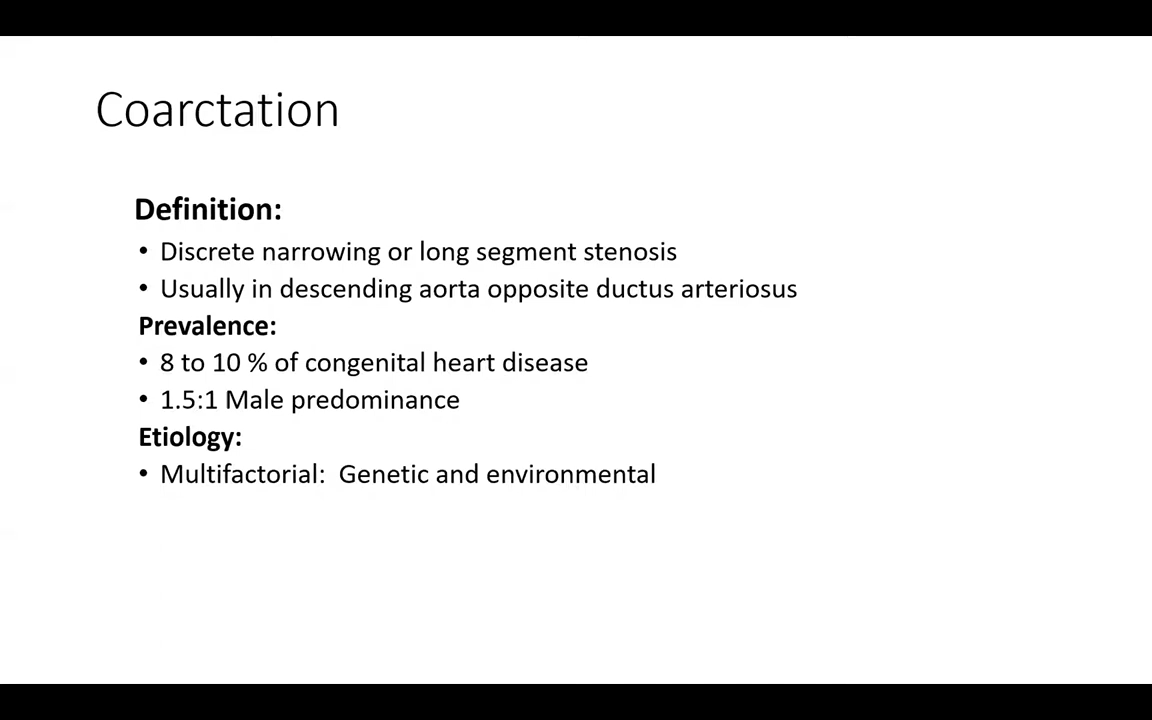 Coarctation
Definition:
• Discrete narrowing or long segment stenosis
• Usually in descending aorta opposite ductus arteriosus
Prevalence:
• 8 to 10 % of congenital heart disease
• 1.5:1 Male predominance
Etiology:
• Multifactorial:  Genetic and environmental